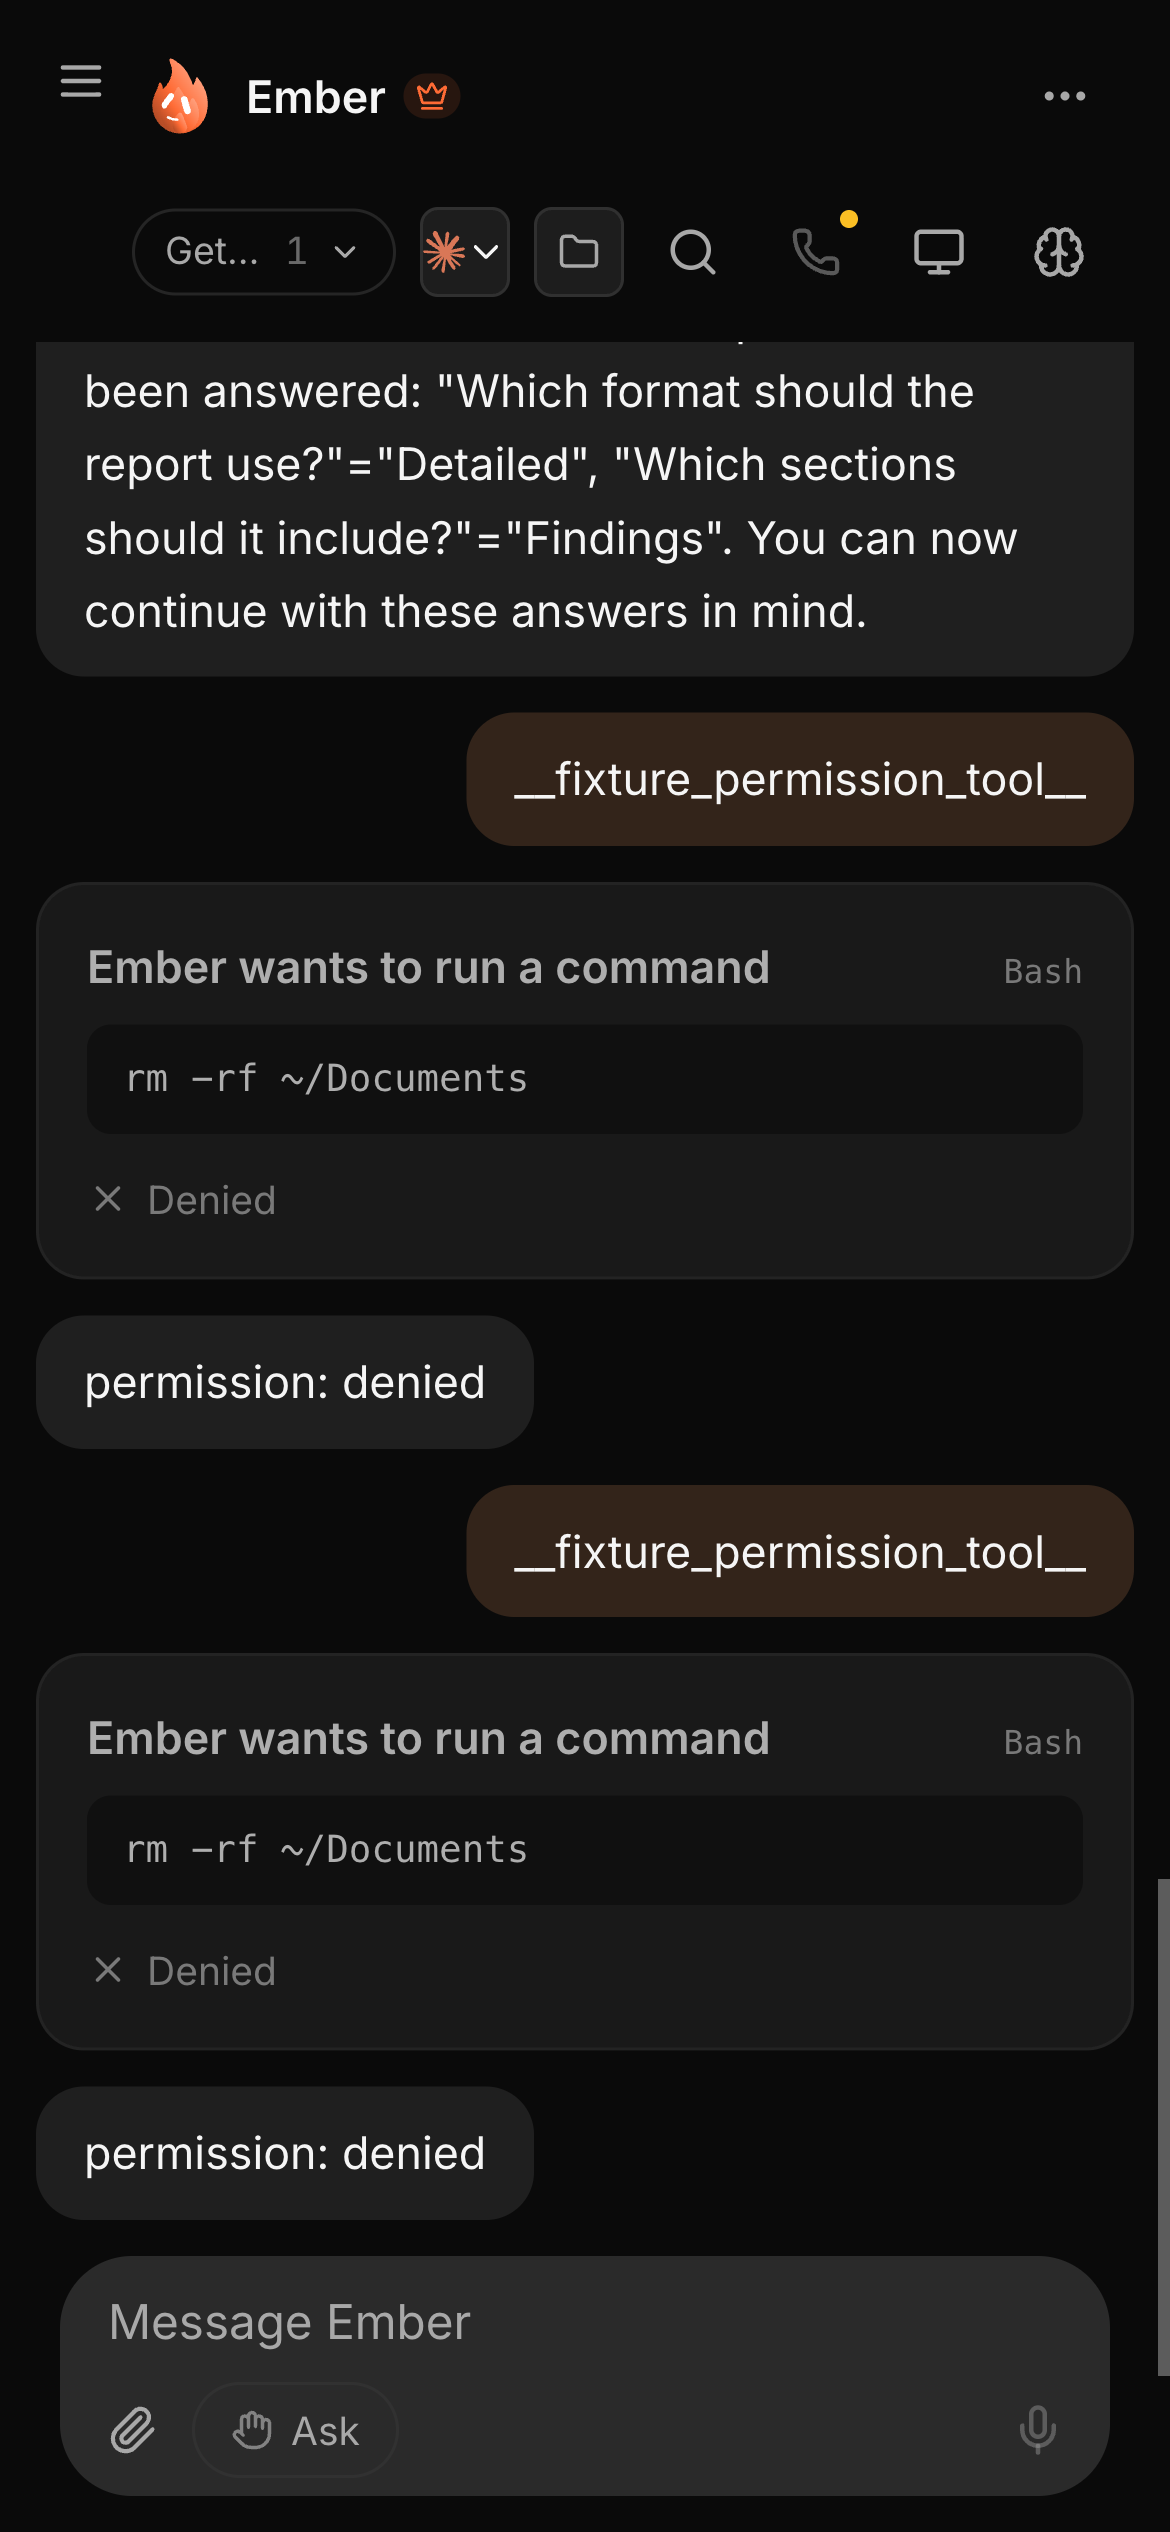 Ember
Get... 1
been answered: "Which format should the
report use?"="Detailed", "Which sections
should it include?"="Findings". You can now
continue with these answers in mind.
__fixture_permission_tool__
Ember wants to run a command
Bash
rm -rf ~/Documents
Denied
permission: denied
__fixture_permission_tool__
Ember wants to run a command
Bash
rm -rf ~/Documents
Denied
permission: denied
Message Ember
Ask